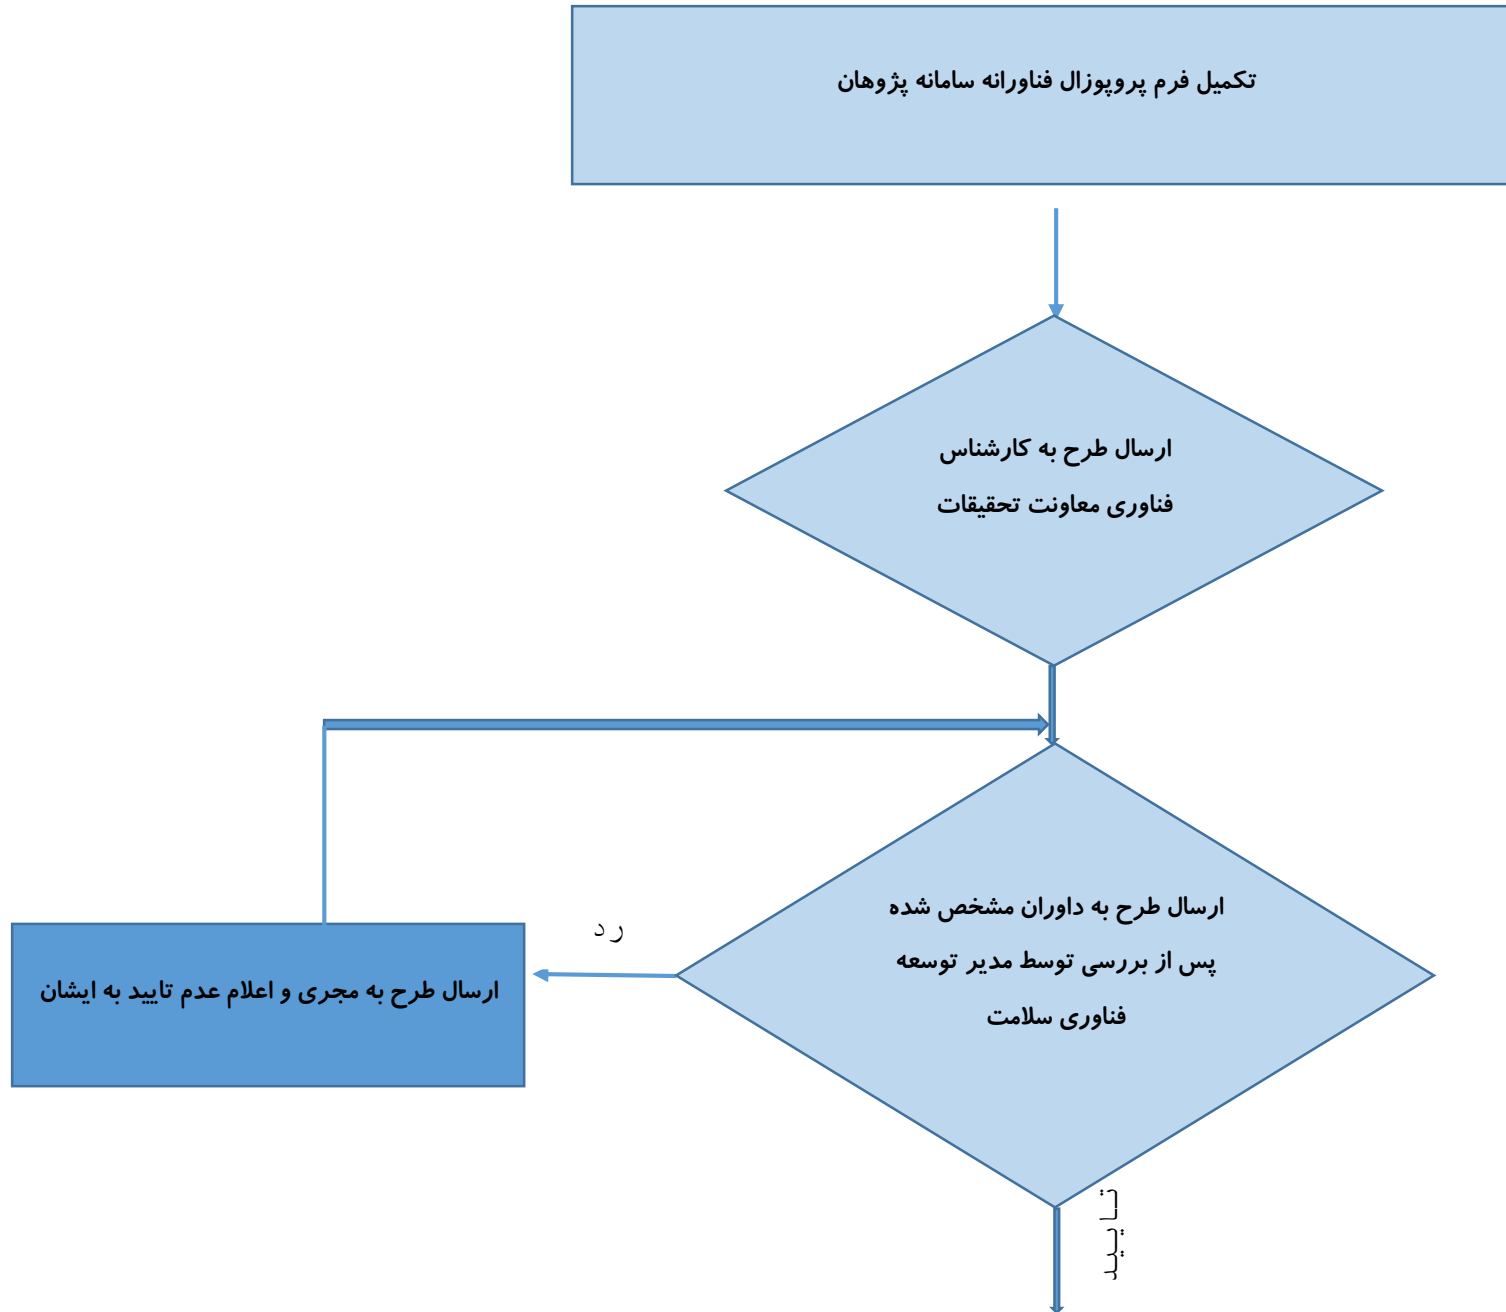 تکمیل فرم پروپوزال فناورانه سامانه پژوهان
ارسال طرح به کارشناس
فناوری معاونت تحقیقات
ارسال طرح به داوران مشخص شده
پس از بررسی توسط مدیر توسعه
فناوری سلامت
رد
ارسال طرح به مجری و اعلام عدم تایید به ایشان
تایید